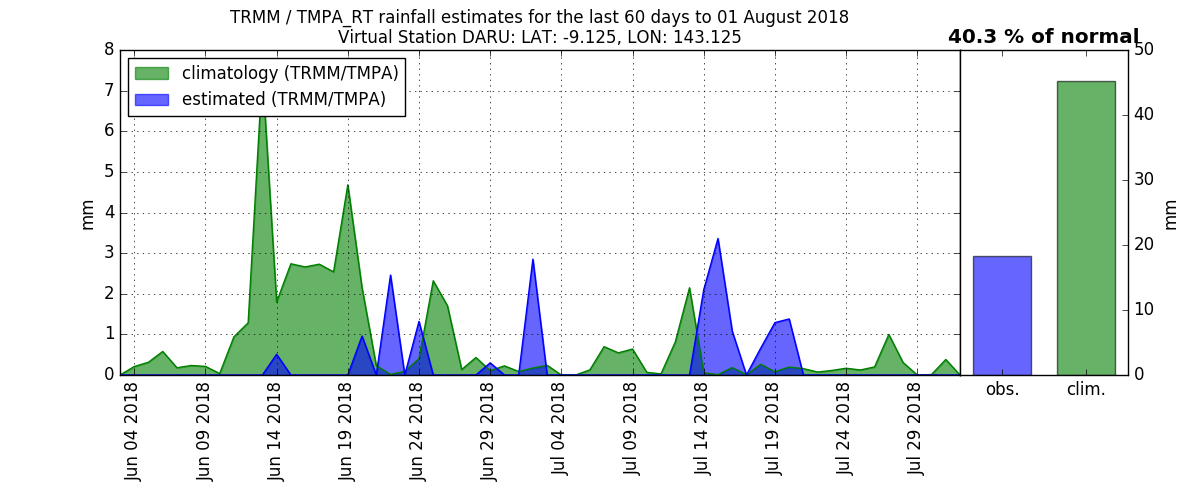 TRMM / TMPA_RT rainfall estimates for the last 60 days to 01 August 2018
Virtual Station DARU: LAT: -9.125, LON: 143.125
40.3 % of normal
climatology (TRMM/TMPA)
estimated (TRMM/TMPA)
8
7
6
5
4
3
2
1
0
mm
Jun 04 2018
Jun 09 2018
Jun 14 2018
Jun 19 2018
Jun 24 2018
Jun 29 2018
Jul 04 2018
Jul 09 2018
Jul 14 2018
Jul 19 2018
Jul 24 2018
Jul 29 2018
obs.
clim.
50
40
30
20
10
0
mm